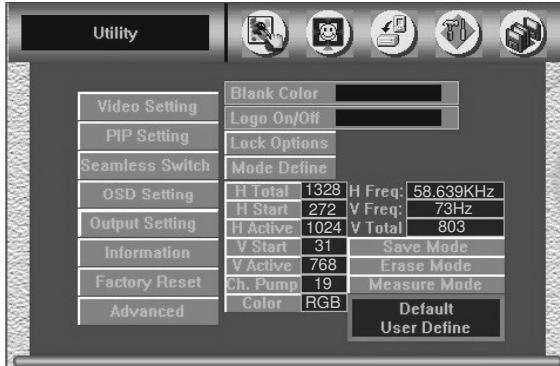 Utility
Video Setting
PIP Setting
Seamless Switch
OSD Setting
Output Setting
Information
Factory Reset
Advanced
Blank Color
Logo On/Off
Lock Options
Mode Define
H Total 1328 H Freq: 58.639KHz
H Start 272 V Freq: 73Hz
H Active 1024 V Total 803
V Start 31 Save Mode
V Active 768 Erase Mode
Ch. Pump 19 Measure Mode
Color RGB
Default
User Define